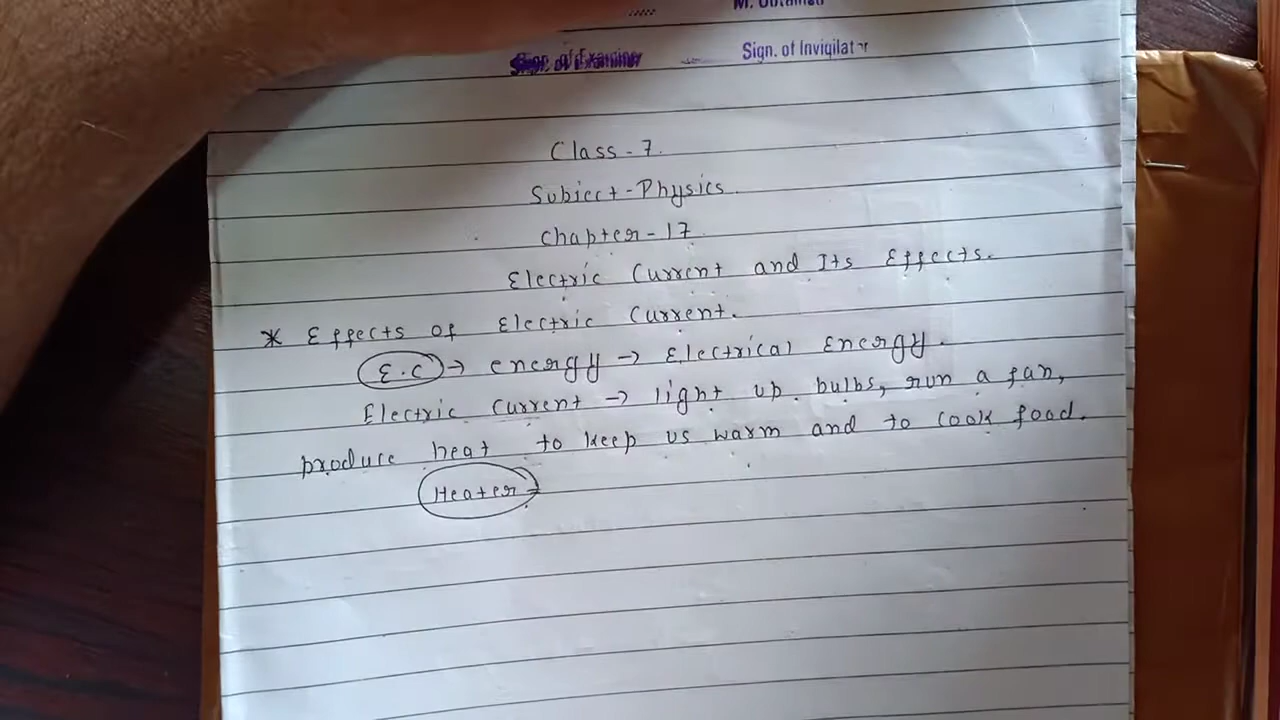 Sign. of Examiner Sign. of Invigilator
Class - 7.
Subject - Physics.
Chapter - 17.
Electric Current and Its Effects.
* Effects of Electric Current.
E.C → energy → Electrical Energy.
Electric Current → light up bulbs, run a fan,
produce heat to keep us warm and to cook food.
Heater